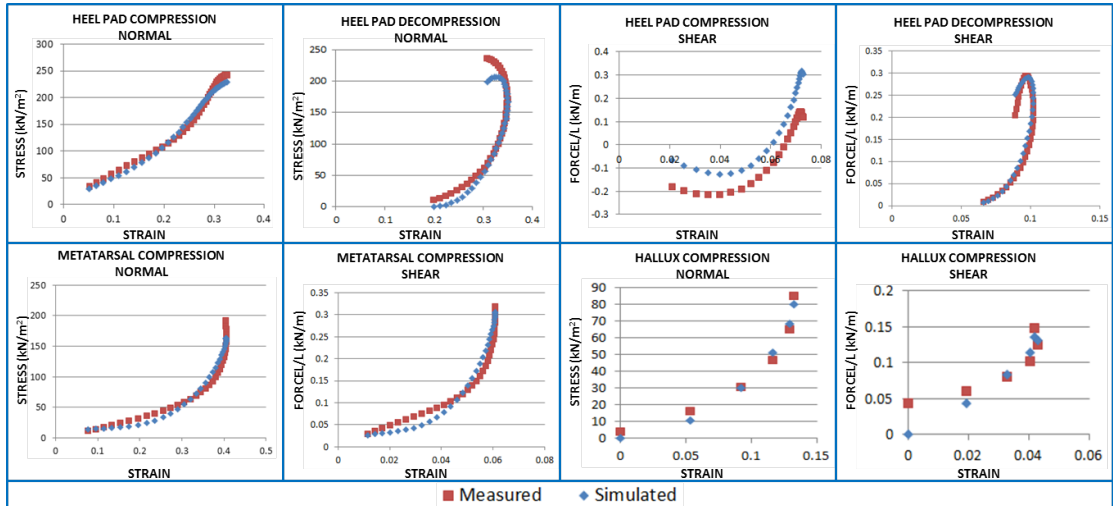 HEEL PAD COMPRESSION
NORMAL
300
250
200
150
100
50
0
0
0.1
0.2
0.3
0.4
STRESS (kN/m²)
STRAIN
HEEL PAD DECOMPRESSION
NORMAL
250
200
150
100
50
0
0
0.1
0.2
0.3
0.4
STRESS (kN/m²)
STRAIN
HEEL PAD COMPRESSION
SHEAR
0.4
0.3
0.2
0.1
0
-0.1
-0.2
-0.3
0
0.02
0.04
0.06
0.08
FORCE/L (kN/m)
STRAIN
HEEL PAD DECOMPRESSION
SHEAR
0.35
0.3
0.25
0.2
0.15
0.1
0.05
0
0
0.05
0.1
0.15
FORCEL/L (kN/m)
STRAIN
METATARSAL COMPRESSION
NORMAL
250
200
150
100
50
0
0
0.1
0.2
0.3
0.4
0.5
STRESS (kN/m²)
STRAIN
METATARSAL COMPRESSION
SHEAR
0.35
0.3
0.25
0.2
0.15
0.1
0.05
0
0
0.02
0.04
0.06
0.08
FORCEL/L (kN/m)
STRAIN
HALLUX COMPRESSION
NORMAL
90
80
70
60
50
40
30
20
10
0
0
0.05
0.1
0.15
STRESS (kN/m²)
STRAIN
HALLUX COMPRESSION
SHEAR
0.2
0.15
0.1
0.05
0
0
0.02
0.04
0.06
FORCEL/L (kN/m)
STRAIN
Measured
Simulated